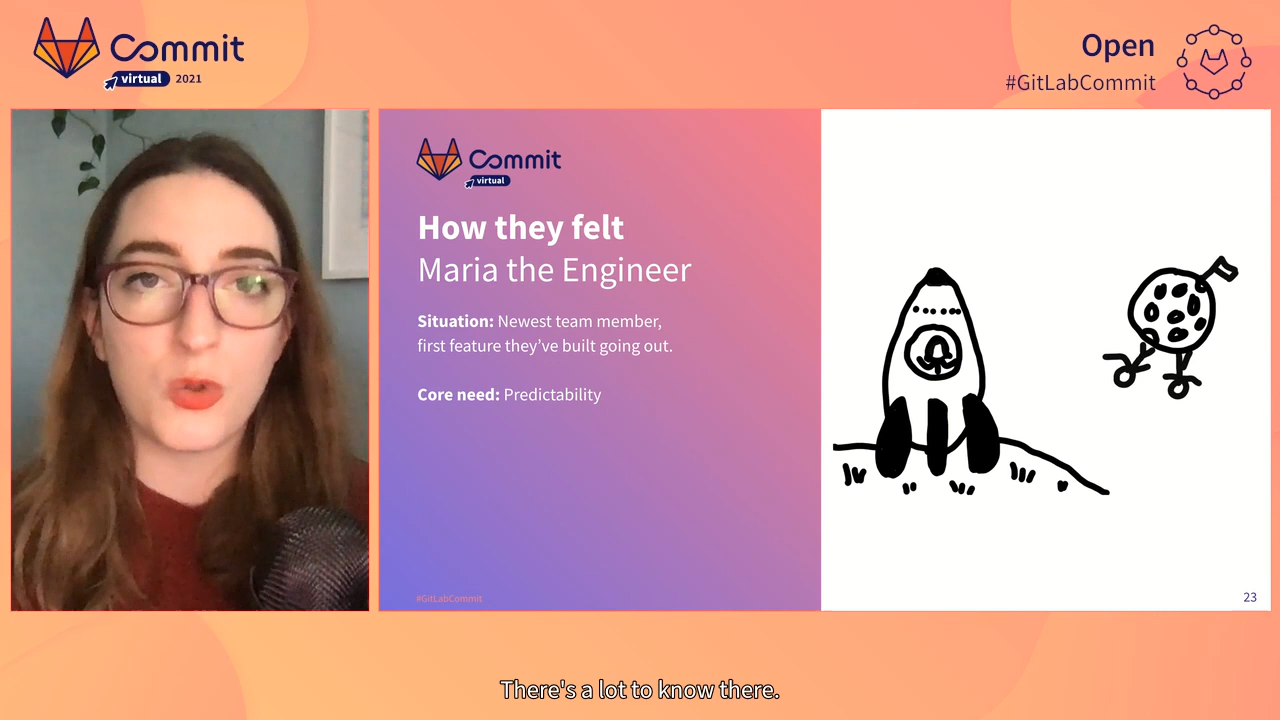 Commit
virtual 2021
Open
#GitLabCommit
Commit
virtual
How they felt
Maria the Engineer
Situation: Newest team member,
first feature they’ve built going out.
Core need: Predictability
#GitLabCommit
23
There's a lot to know there.